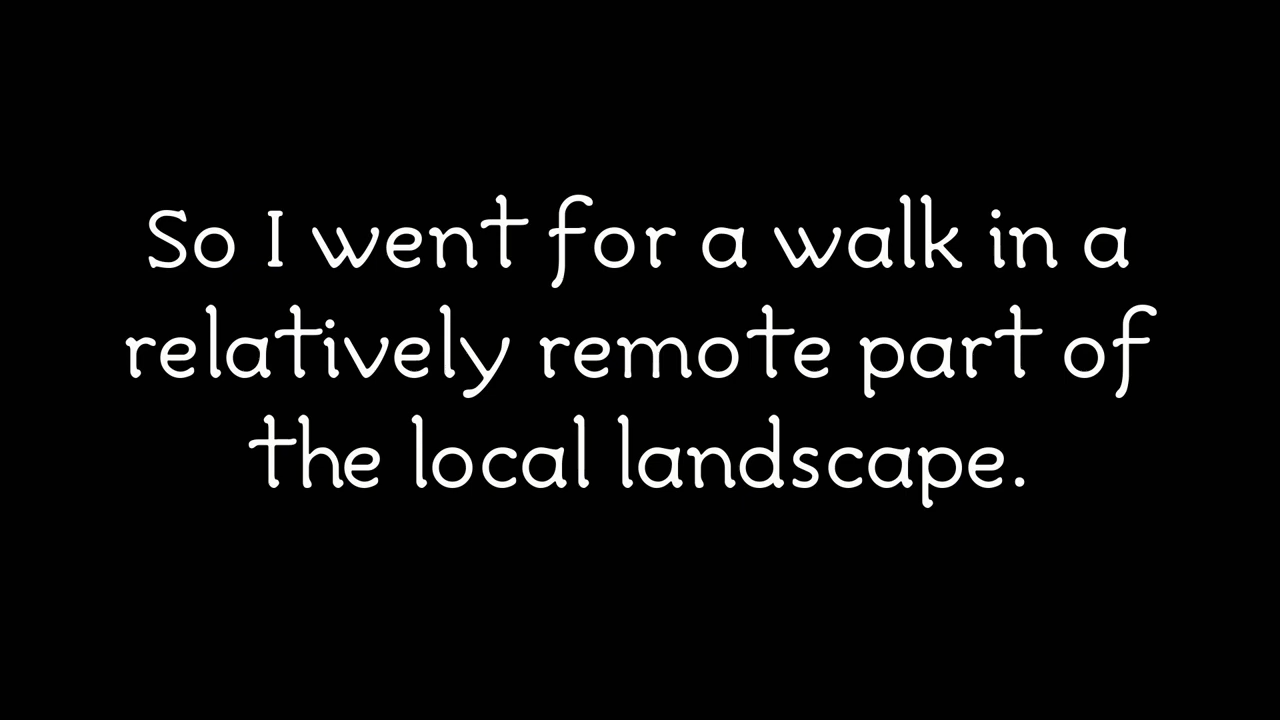 So I went for a walk in a
relatively remote part of
the local landscape.